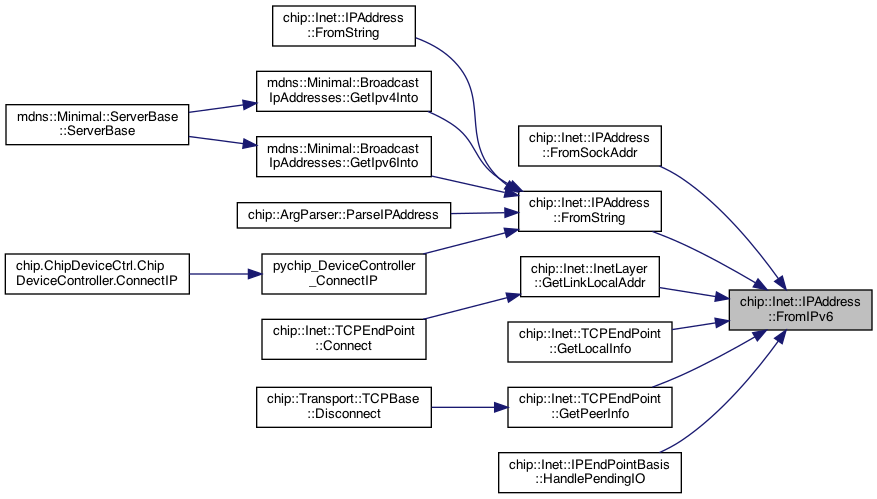 chip::Inet::IPAddress
::FromString
mdns::Minimal::Broadcast
IpAddresses::GetIpv4Into
mdns::Minimal::ServerBase
::ServerBase
mdns::Minimal::Broadcast
IpAddresses::GetIpv6Into
chip::Inet::IPAddress
::FromSockAddr
chip::ArgParser::ParseIPAddress
chip::Inet::IPAddress
::FromString
chip.ChipDeviceCtrl.Chip
DeviceController.ConnectIP
pychip_DeviceController
_ConnectIP
chip::Inet::InetLayer
::GetLinkLocalAddr
chip::Inet::IPAddress
::FromIPv6
chip::Inet::TCPEndPoint
::Connect
chip::Inet::TCPEndPoint
::GetLocalInfo
chip::Transport::TCPBase
::Disconnect
chip::Inet::TCPEndPoint
::GetPeerInfo
chip::Inet::IPEndPointBasis
::HandlePendingIO